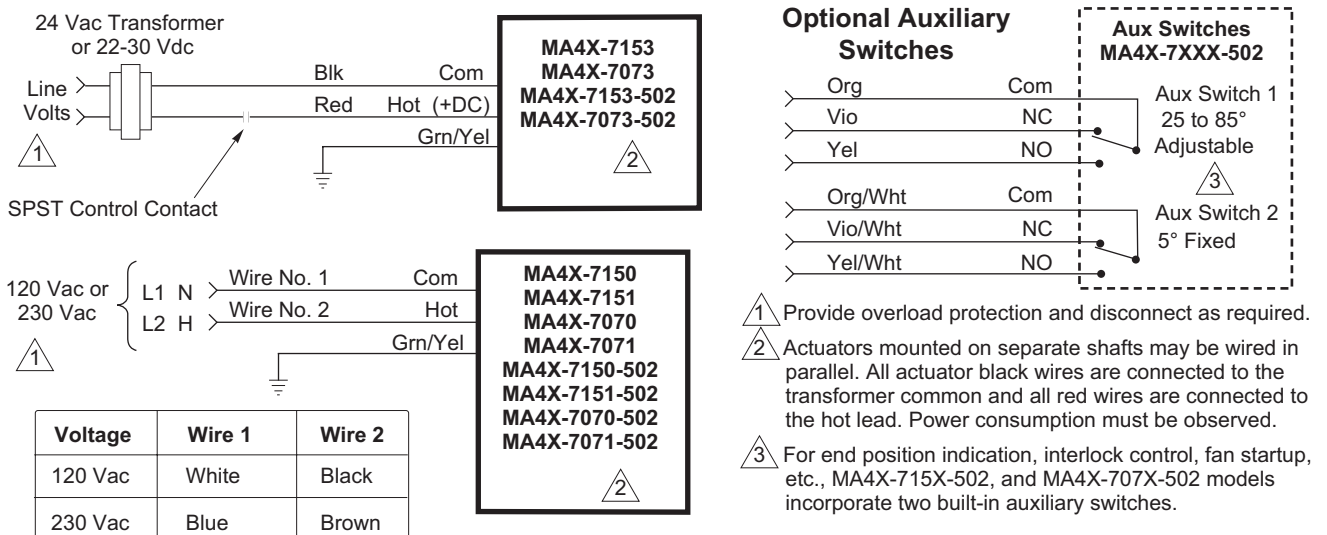 24 Vac Transformer
or 22-30 Vdc
Line
Volts
1
Blk
Com
Red
Hot (+DC)
Grn/Yel
SPST Control Contact
MA4X-7153
MA4X-7073
MA4X-7153-502
MA4X-7073-502
2
120 Vac or
230 Vac
1
L1 N
L2 H
Wire No. 1
Com
Wire No. 2
Hot
Grn/Yel
MA4X-7150
MA4X-7151
MA4X-7070
MA4X-7071
MA4X-7150-502
MA4X-7151-502
MA4X-7070-502
MA4X-7071-502
2
Voltage Wire 1 Wire 2
120 Vac White Black
230 Vac Blue Brown
Optional Auxiliary
Switches
Aux Switches
MA4X-7XXX-502
Org Com
Vio NC
Yel NO
Aux Switch 1
25 to 85°
Adjustable
3
Org/Wht Com
Vio/Wht NC
Yel/Wht NO
Aux Switch 2
5° Fixed
1 Provide overload protection and disconnect as required.
2 Actuators mounted on separate shafts may be wired in
parallel. All actuator black wires are connected to the
transformer common and all red wires are connected to
the hot lead. Power consumption must be observed.
3 For end position indication, interlock control, fan startup,
etc., MA4X-715X-502, and MA4X-707X-502 models
incorporate two built-in auxiliary switches.